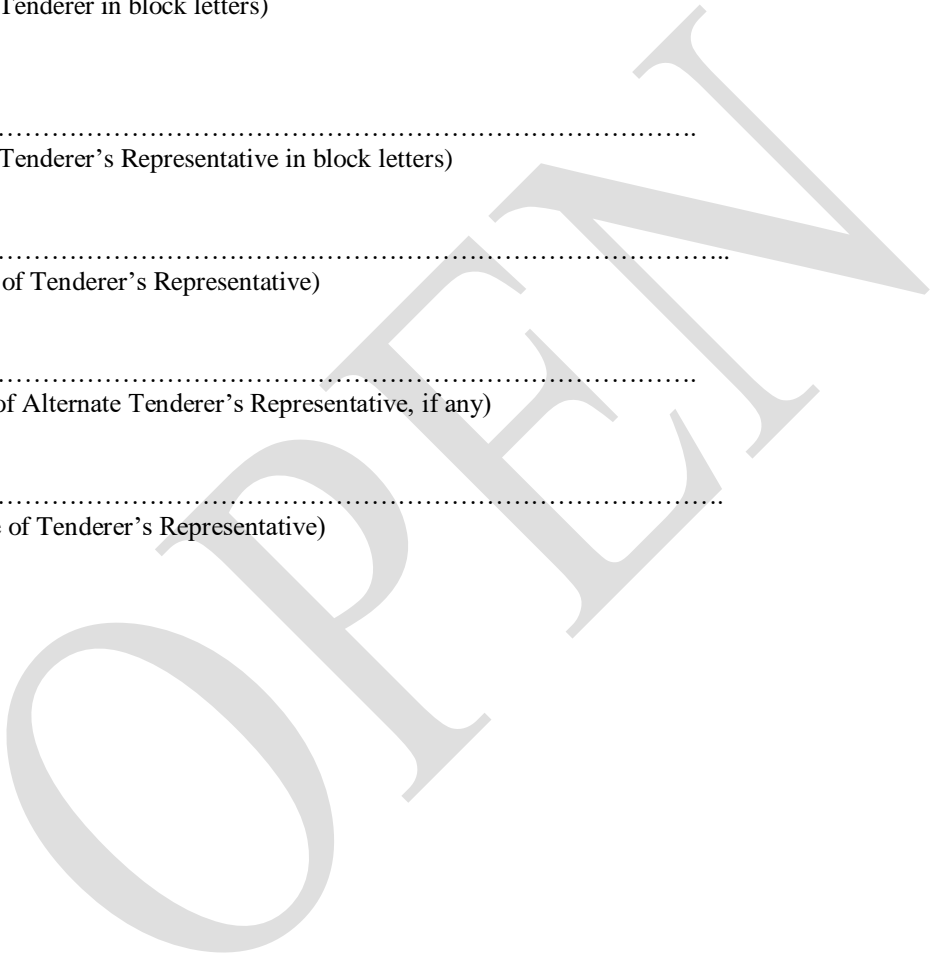 Tenderer in block letters)
……………………………………………………………………….
Tenderer’s Representative in block letters)
…………………………………………………………………………..
of Tenderer’s Representative)
……………………………………………………………………….
of Alternate Tenderer’s Representative, if any)
………………………………………………………………………….
of Tenderer’s Representative)
OPEN